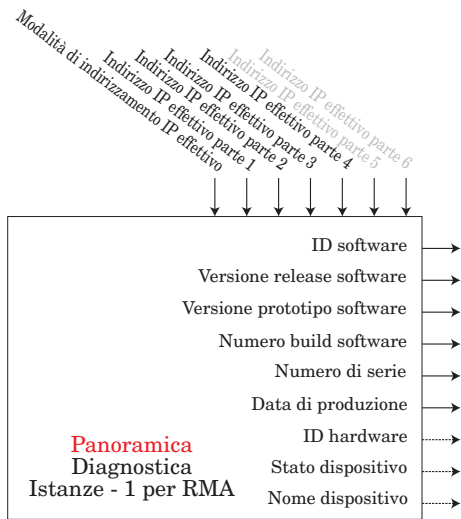 Modalità di indirizzamento IP effettivo
Indirizzo IP effettivo parte 1
Indirizzo IP effettivo parte 2
Indirizzo IP effettivo parte 3
Indirizzo IP effettivo parte 4
Indirizzo IP effettivo parte 5
Indirizzo IP effettivo parte 6
ID software
Versione release software
Versione prototipo software
Numero build software
Numero di serie
Data di produzione
ID hardware
Stato dispositivo
Nome dispositivo
Panoramica
Diagnostica
Istanze - 1 per RMA